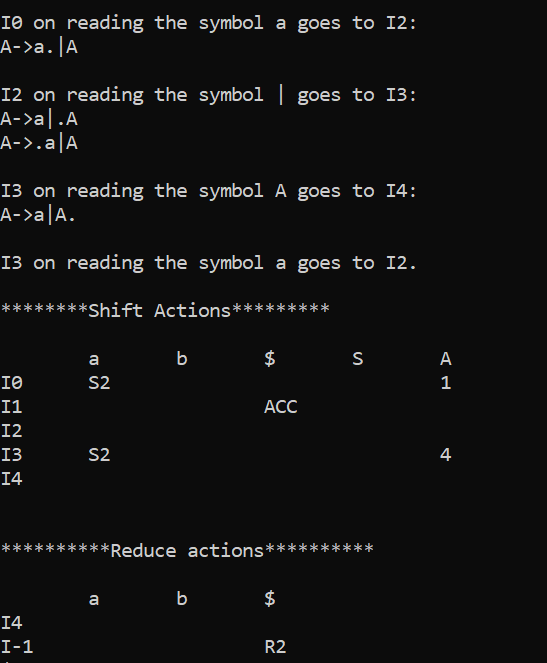 I0 on reading the symbol a goes to I2:
A->a.|A
I2 on reading the symbol | goes to I3:
A->a|.A
A->.a|A
I3 on reading the symbol A goes to I4:
A->a|A.
I3 on reading the symbol a goes to I2.
********Shift Actions*********
a b $ S A
I0 S2 1
I1 ACC
I2
I3 S2 4
I4
**********Reduce actions**********
a b $
I4
I-1 R2